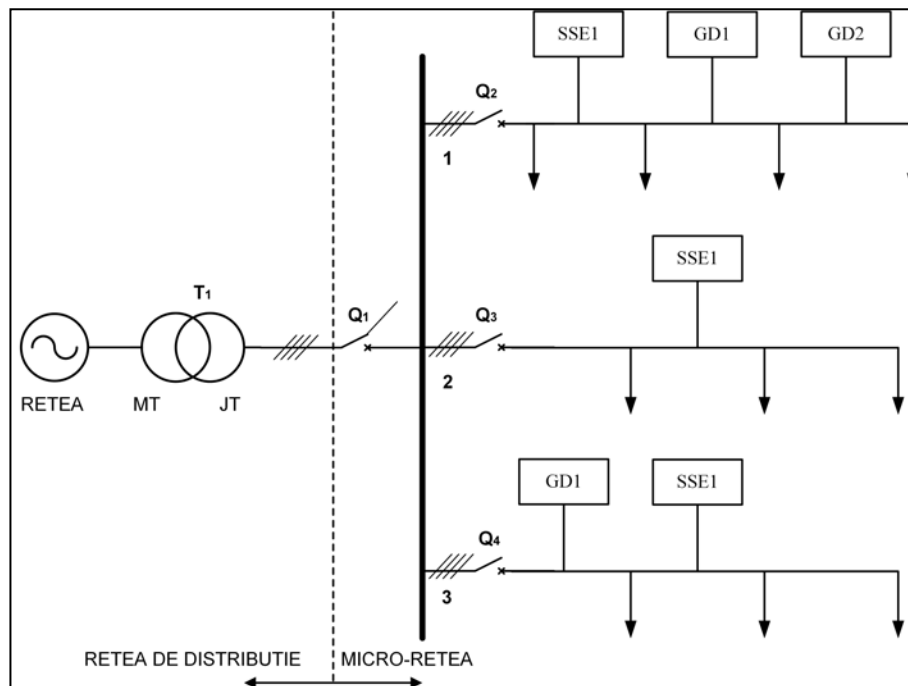 SSE1 GD1 GD2
Q2
1
SSE1
T1
Q1
Q3
2
RETEA MT JT
GD1 SSE1
Q4
3
RETEA DE DISTRIBUTIE MICRO-RETEA